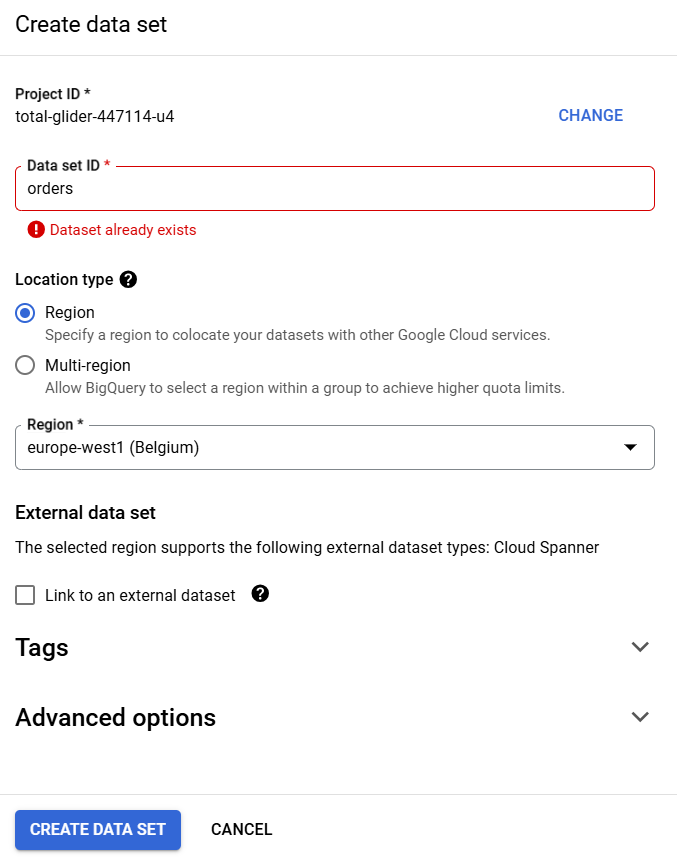 Create data set
Project ID *
total-glider-447114-u4
CHANGE
Data set ID *
orders
Dataset already exists
Location type
Region
Specify a region to colocate your datasets with other Google Cloud services.
Multi-region
Allow BigQuery to select a region within a group to achieve higher quota limits.
Region *
europe-west1 (Belgium)
External data set
The selected region supports the following external dataset types: Cloud Spanner
Link to an external dataset
Tags
Advanced options
CREATE DATA SET
CANCEL